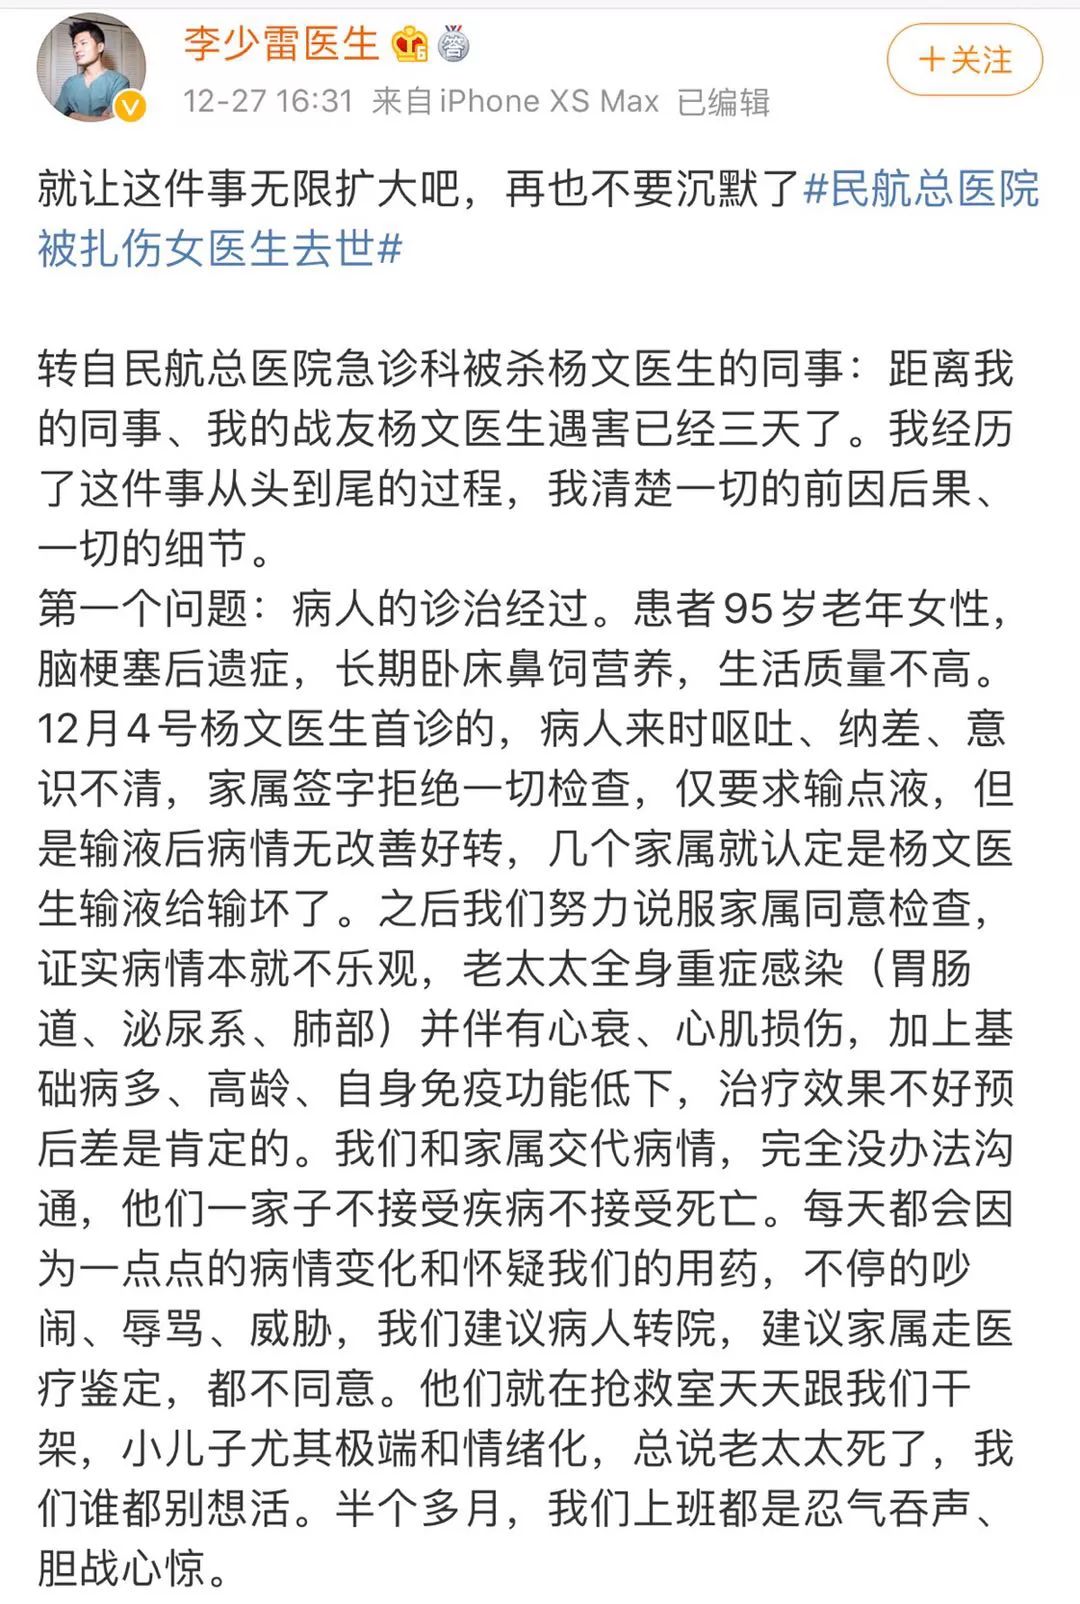 李少雷医生
12-27 16:31 来自iPhone XS Max 已编辑
+关注
就让这件事无限扩大吧，再也不要沉默了#民航总医院
被扎伤女医生去世#
转自民航总医院急诊科被杀杨文医生的同事：距离我
的同事、我的战友杨文医生遇害已经三天了。我经历
了这件事从头到尾的过程，我清楚一切的前因后果、
一切的细节。
第一个问题：病人的诊治经过。患者95岁老年女性，
脑梗塞后遗症，长期卧床鼻饲营养，生活质量不高。
12月4号杨文医生首诊的，病人来时呕吐、纳差、意
识不清，家属签字拒绝一切检查，仅要求输点液，但
是输液后病情无改善好转，几个家属就认定是杨文医
生输液给输坏了。之后我们努力说服家属同意检查，
证实病情本就不乐观，老太太全身重症感染（胃肠
道、泌尿系、肺部）并伴有心衰、心肌损伤，加上基
础病多、高龄、自身免疫功能低下，治疗效果不好预
后差是肯定的。我们和家属交代病情，完全没办法沟
通，他们一家子不接受疾病不接受死亡。每天都会因
为一点点的病情变化和怀疑我们的用药，不停的吵
闹、辱骂、威胁，我们建议病人转院，建议家属走医
疗鉴定，都不同意。他们就在抢救室天天跟我们干
架，小儿子尤其极端和情绪化，总说老太太死了，我
们谁都别想活。半个多月，我们上班都是忍气吞声、
胆战心惊。